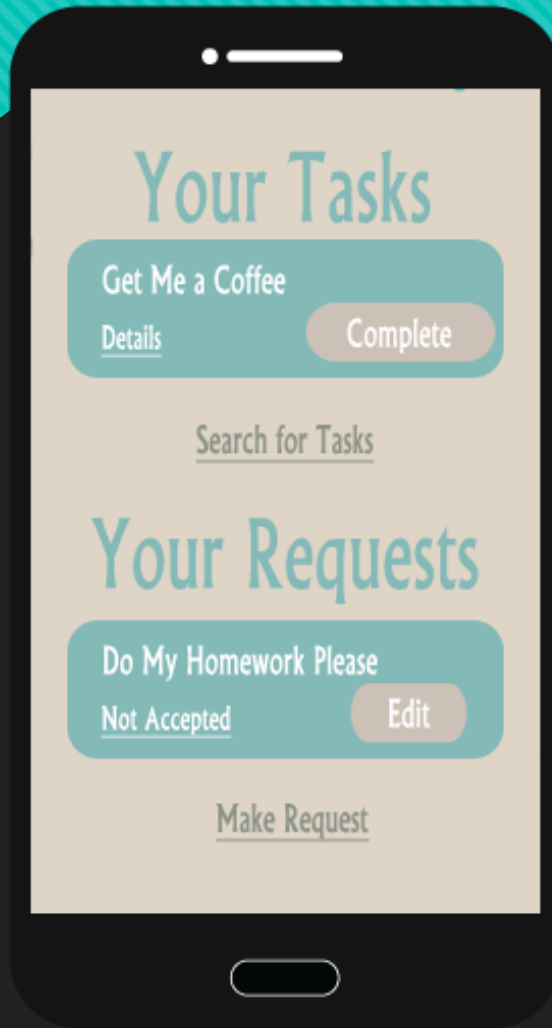 Your Tasks
Get Me a Coffee
Details
Complete
Search for Tasks
Your Requests
Do My Homework Please
Not Accepted
Edit
Make Request